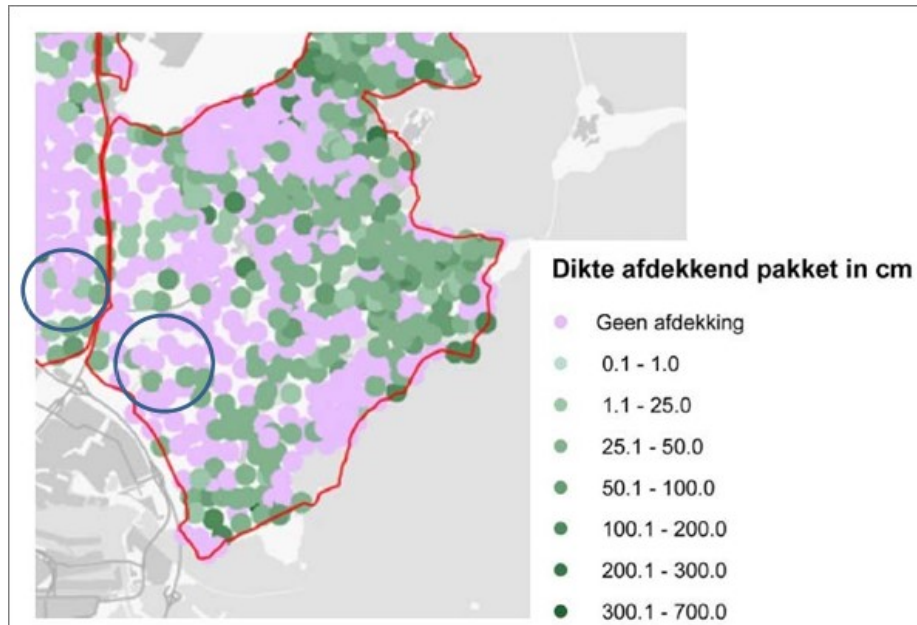 Dikte afdekkend pakket in cm
Geen afdekking
0.1 - 1.0
1.1 - 25.0
25.1 - 50.0
50.1 - 100.0
100.1 - 200.0
200.1 - 300.0
300.1 - 700.0